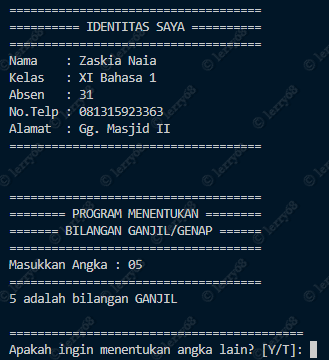 ====================================
========== IDENTITAS SAYA ==========
====================================
Nama    : Zaskia Naia
Kelas   : XI Bahasa 1
Absen   : 31
No.Telp : 081315923363
Alamat  : Gg. Masjid II
====================================
====================================
======== PROGRAM MENENTUKAN ========
======= BILANGAN GANJIL/GENAP ======
====================================
Masukkan Angka : 05
====================================
5 adalah bilangan GANJIL
==========================================
Apakah ingin menentukan angka lain? [Y/T]:
© lerry08